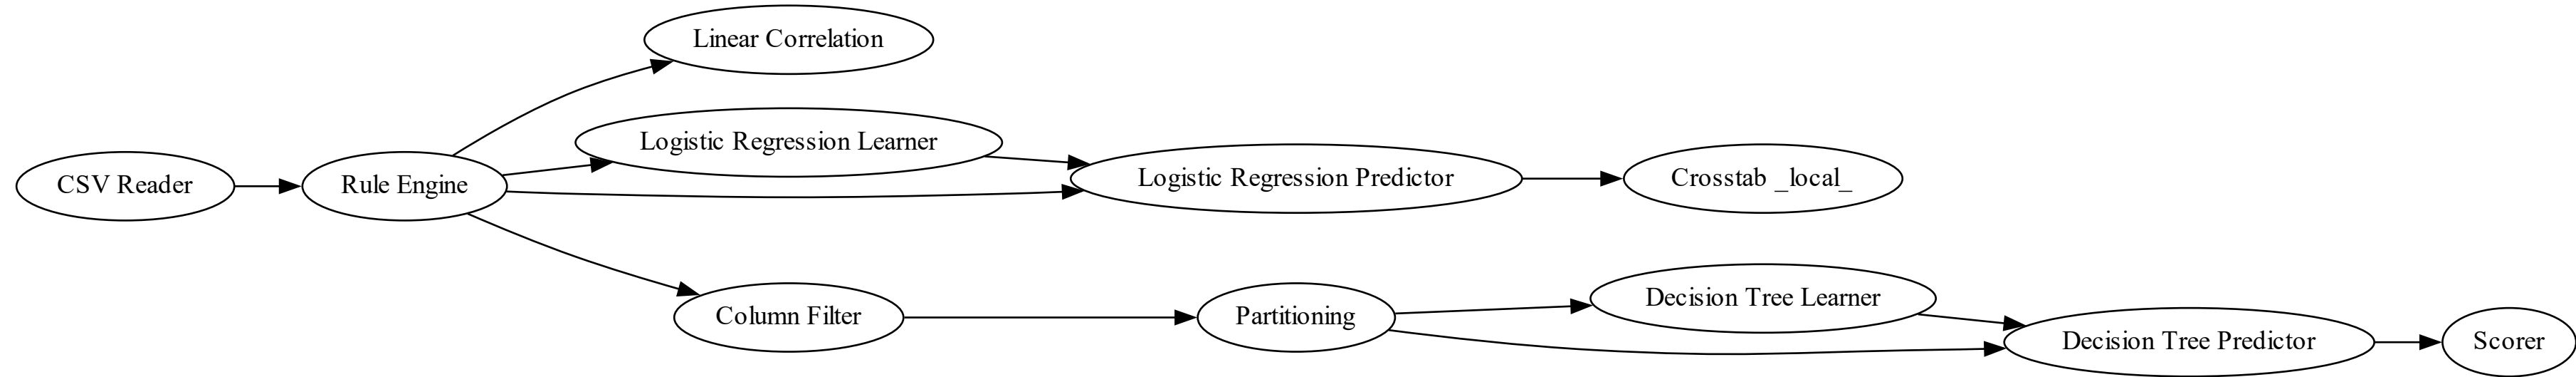 Linear Correlation
Logistic Regression Learner
CSV Reader
Rule Engine
Logistic Regression Predictor
Crosstab _local_
Column Filter
Partitioning
Decision Tree Learner
Decision Tree Predictor
Scorer